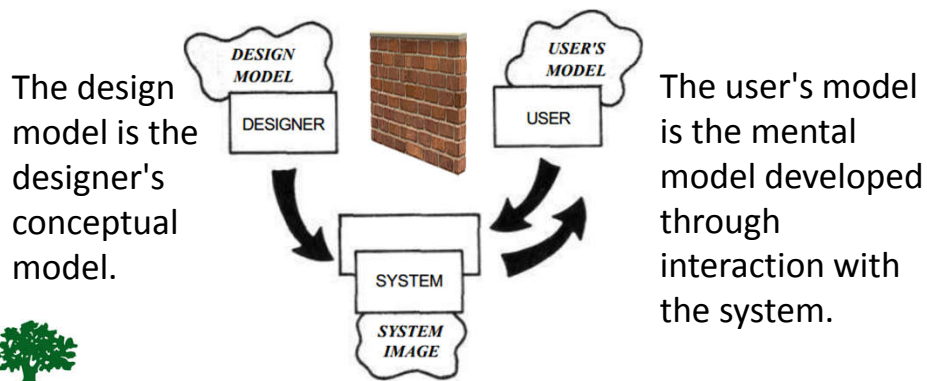 The design
model is the
designer's
conceptual
model.
DESIGN
MODEL
DESIGNER
USER'S
MODEL
USER
SYSTEM
SYSTEM
IMAGE
The user's model
is the mental
model developed
through
interaction with
the system.